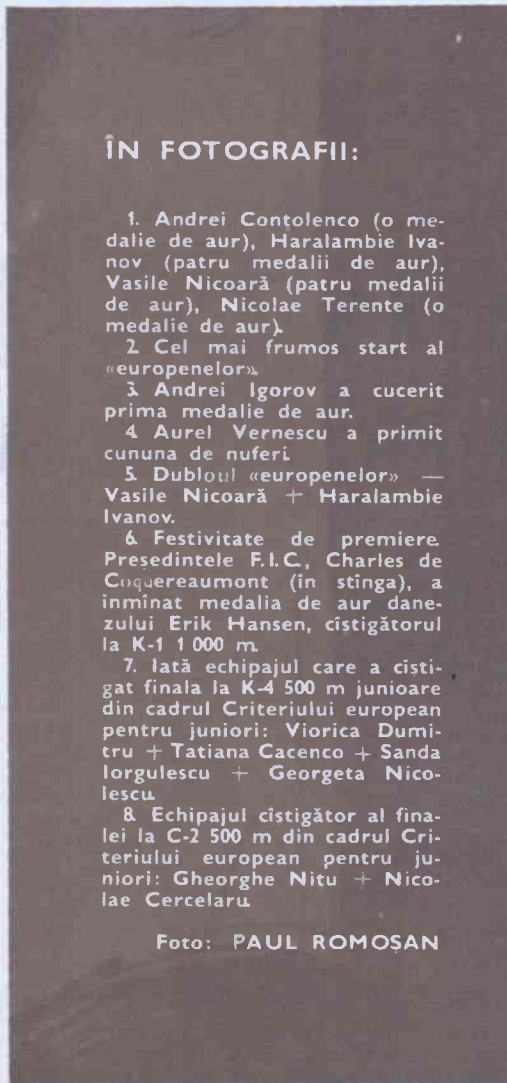 ÎN FOTOGRAFII:
1. Andrei Conțolenco (o me-
dalie de aur), Haralambie Iva-
nov (patru medalii de aur),
Vasile Nicoară (patru medalii
de aur), Nicolae Terente (o
medalie de aur).
2. Cel mai frumos start al
«europenelor».
3. Andrei Igorov a cucerit
prima medalie de aur.
4. Aurel Vernescu a primit
cununa de nuferi.
5. Dubloul «europenelor» —
Vasile Nicoară + Haralambie
Ivanov.
6. Festivitate de premiere.
Președintele F.I.C., Charles de
Coquereaumont (în stînga), a
inmînat medalia de aur dane-
zului Erik Hansen, cîștigătorul
la K-1 1 000 m.
7. Iată echipajul care a cîști-
gat finala la K-4 500 m junioare
din cadrul Criteriului european
pentru juniori: Viorica Dumi-
tru + Tatiana Cacenco + Sanda
Iorgulescu + Georgeta Nico-
lescu.
8. Echipajul cîștigător al fina-
lei la C-2 500 m din cadrul Cri-
teriului european pentru ju-
niori: Gheorghe Nitu + Nico-
lae Cercelaru.
Foto: PAUL ROMOȘAN